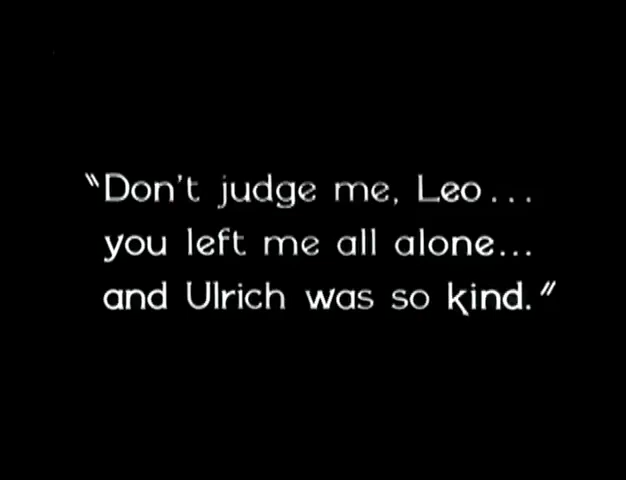 "Don't judge me, Leo...
you left me all alone...
and Ulrich was so kind."